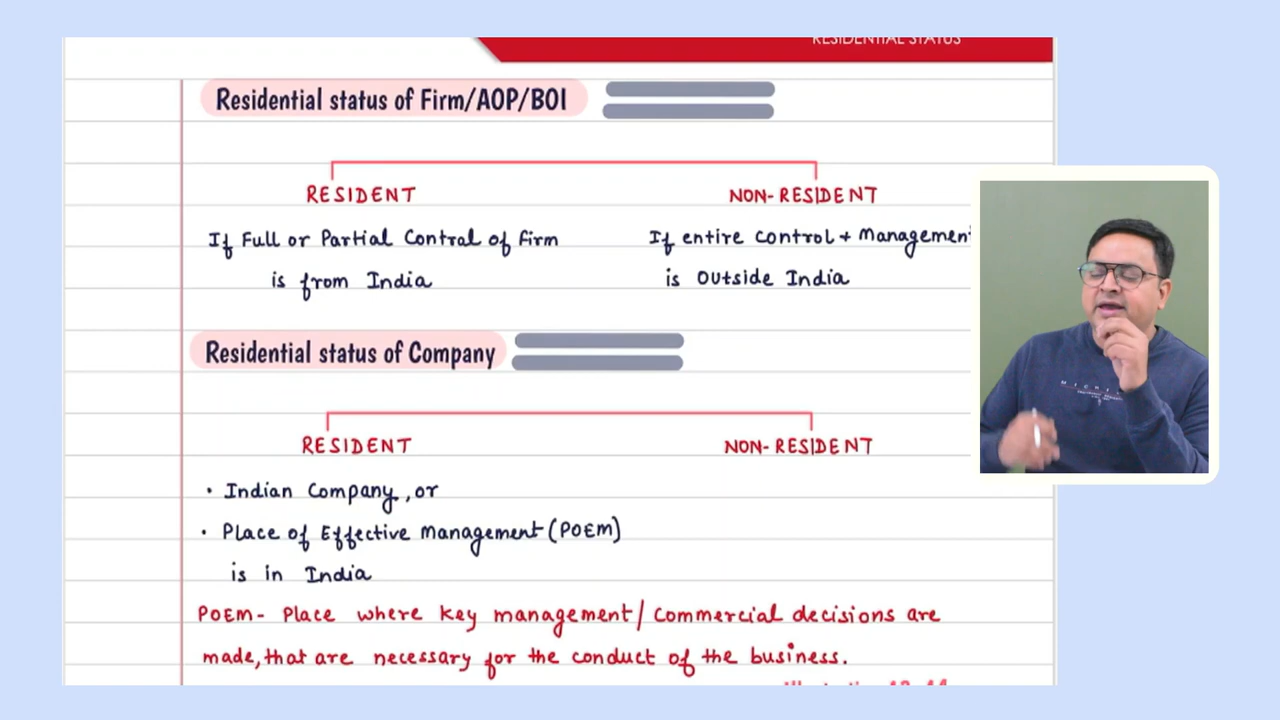 RESIDENTIAL STATUS
Residential status of Firm/AOP/BOI
RESIDENT
NON-RESIDENT
If Full or Partial Control of Firm
is from India
If entire control + Management
is outside India
Residential status of Company
RESIDENT
NON-RESIDENT
• Indian Company, or
• Place of Effective Management (POEM)
is in India
POEM- Place where key management/Commercial decisions are
made, that are necessary for the conduct of the business.